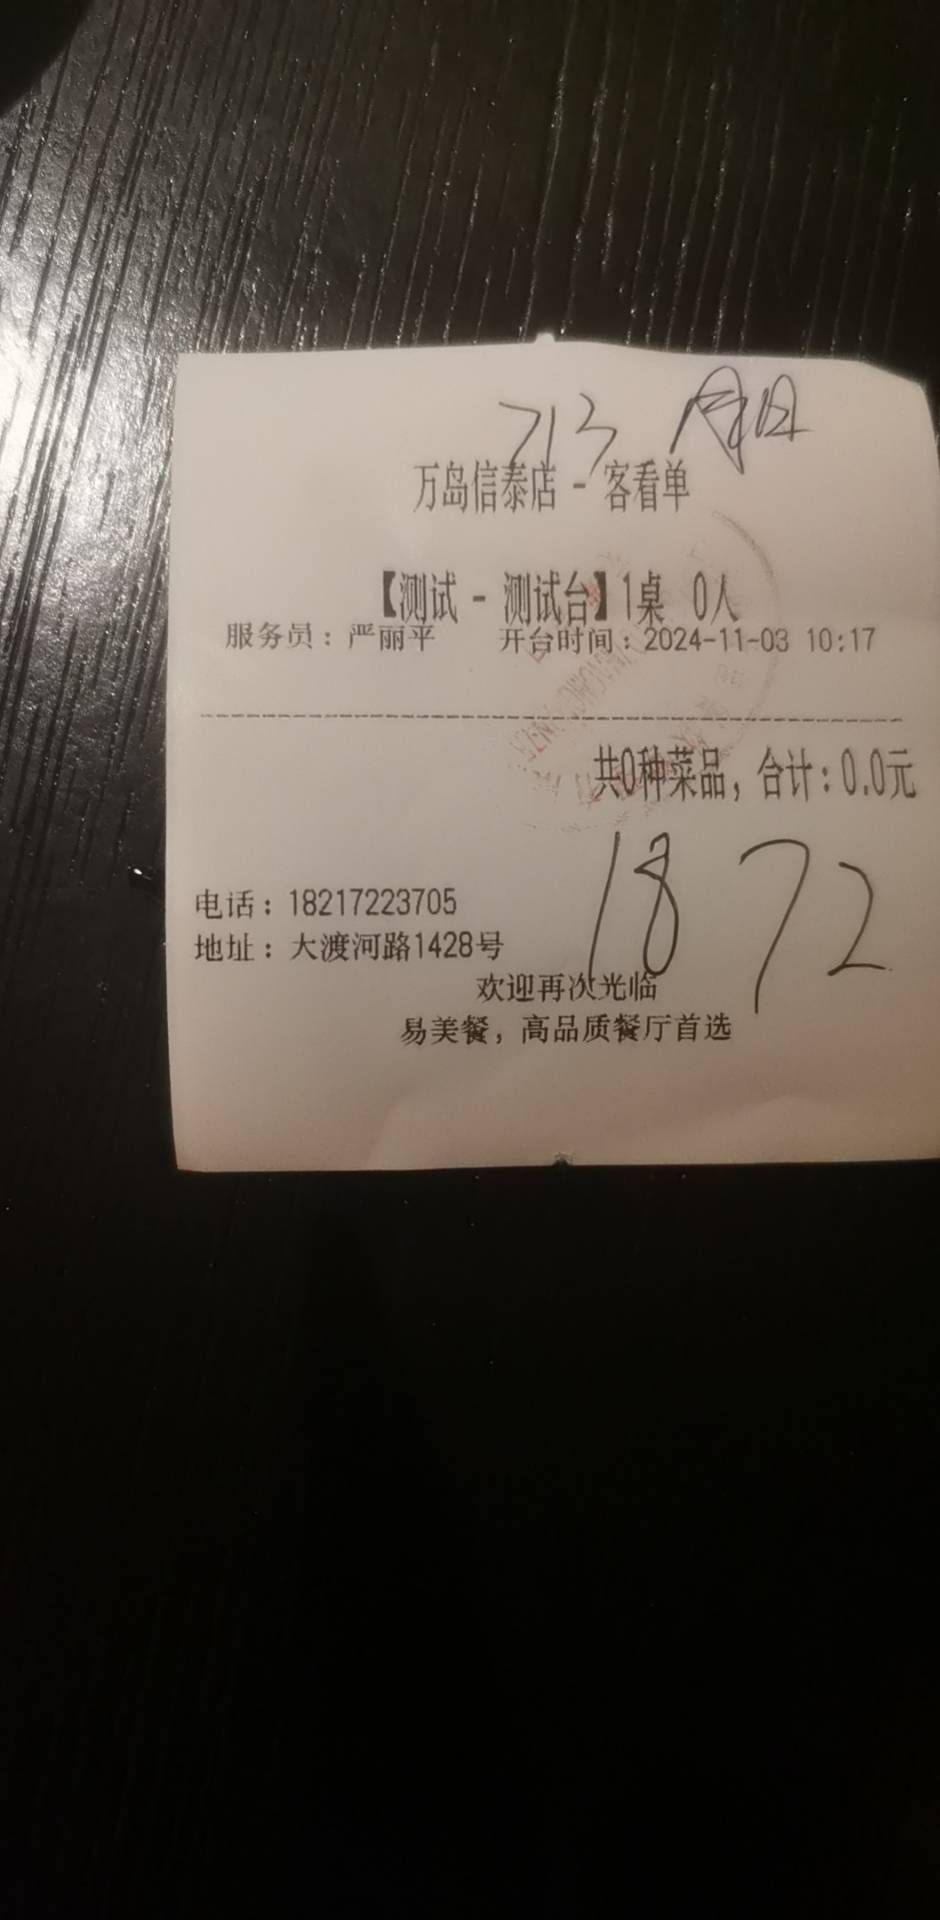 713
万岛信泰店 - 客看单
【测试 - 测试台】1桌 0人
服务员：严丽平 开台时间：2024-11-03 10:17
共0种菜品，合计：0.0元
1872
电话：18217223705
地址：大渡河路1428号
欢迎再次光临
易美餐，高品质餐厅首选